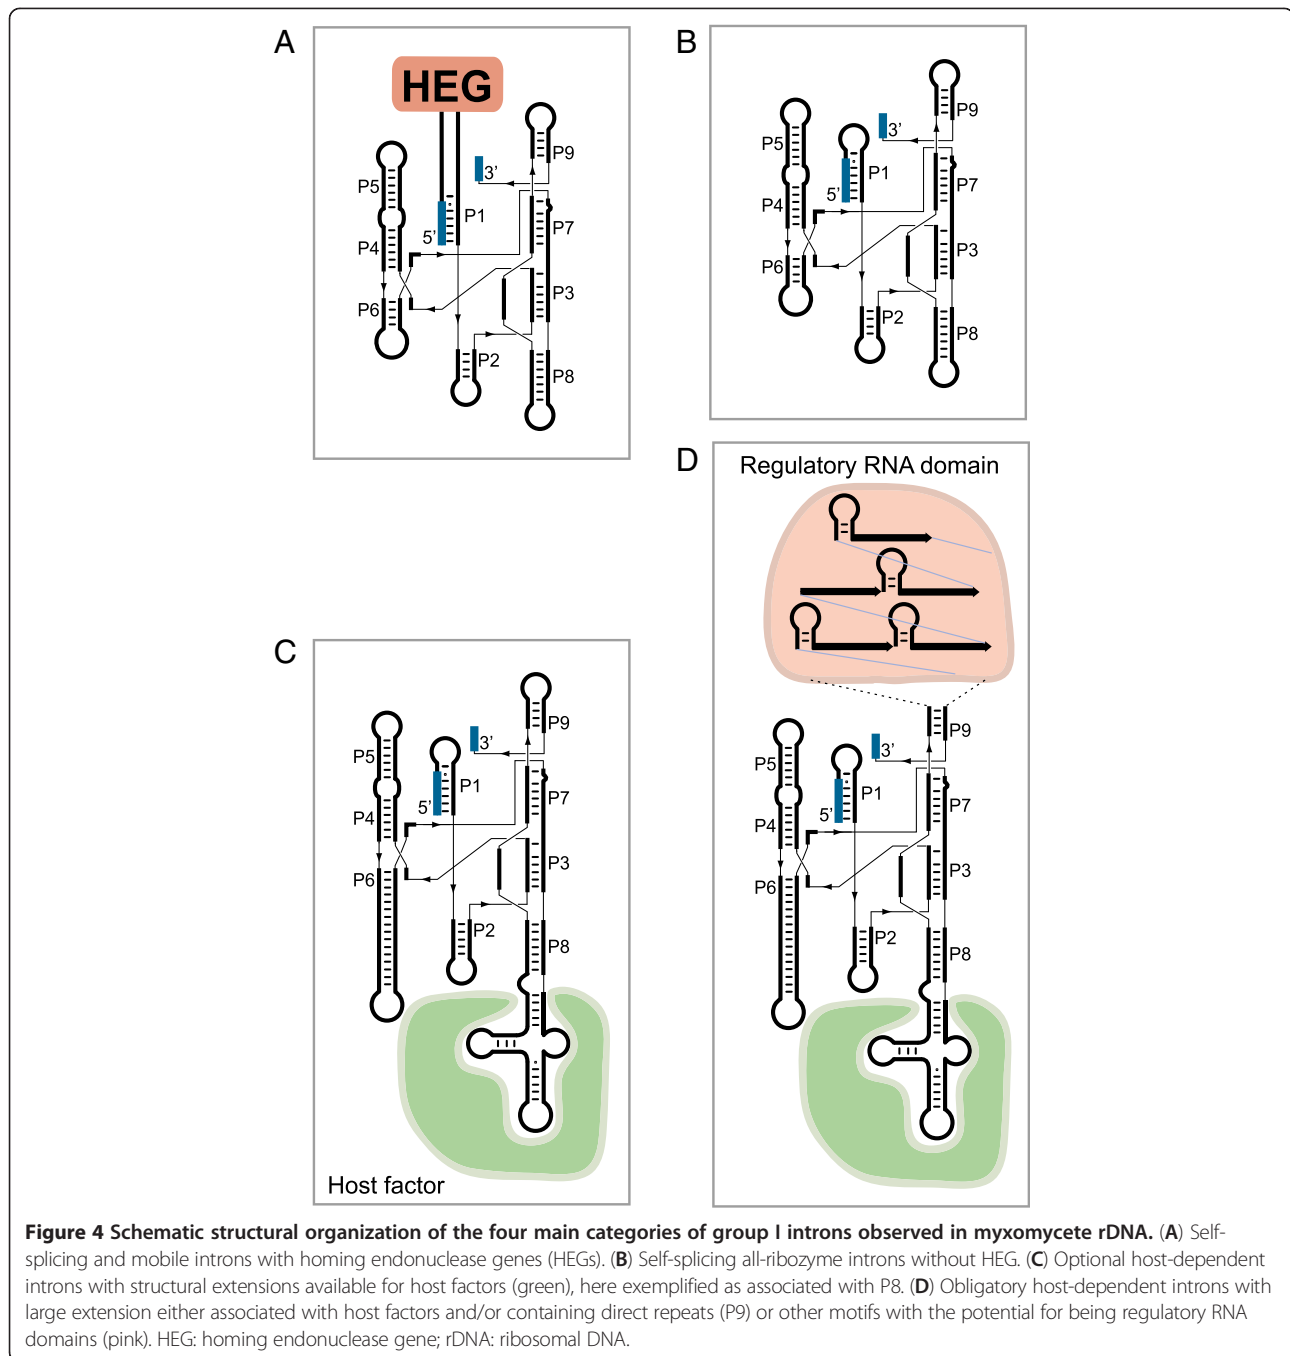 A
HEG
P9
3'
P5
P1
5'
P7
P4
P3
P6
P2
P8
B
P9
3'
P5
P1
P7
5'
P4
P3
P6
P2
P8
C
P9
3'
P5
P1
P7
5'
P4
P3
P6
P2
P8
Host factor
D
Regulatory RNA domain
P9
3'
P5
P1
P7
5'
P4
P3
P6
P2
P8
Figure 4 Schematic structural organization of the four main categories of group I introns observed in myxomycete rDNA. (A) Self-
splicing and mobile introns with homing endonuclease genes (HEGs). (B) Self-splicing all-ribozyme introns without HEG. (C) Optional host-dependent
introns with structural extensions available for host factors (green), here exemplified as associated with P8. (D) Obligatory host-dependent introns with
large extension either associated with host factors and/or containing direct repeats (P9) or other motifs with the potential for being regulatory RNA
domains (pink). HEG: homing endonuclease gene; rDNA: ribosomal DNA.